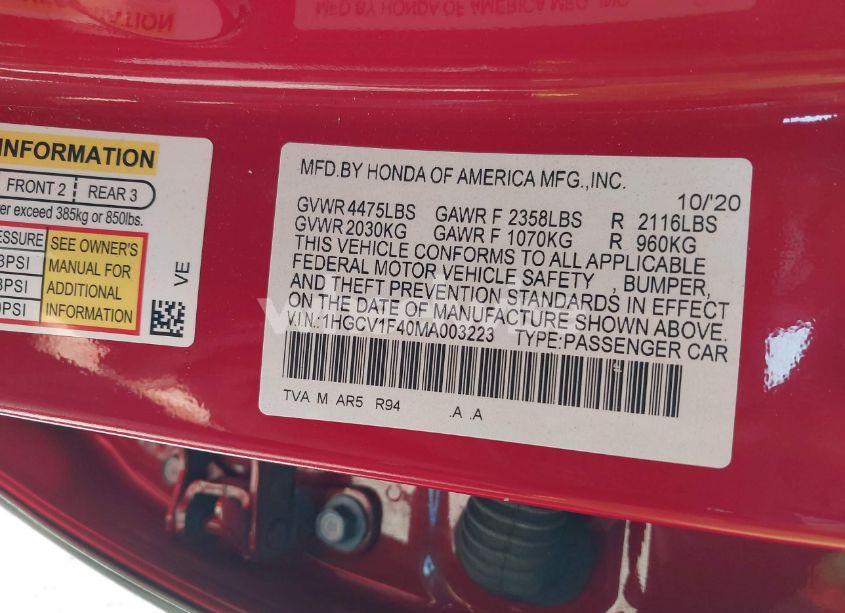 INFORMATION
FRONT 2 REAR 3
er exceed 385kg or 850lbs.
SEE OWNER'S
MANUAL FOR
ADDITIONAL
INFORMATION
VE
MFD.BY HONDA OF AMERICA MFG.,INC.
10/'20
GVWR 4475LBS GAWR F 2358LBS R 2116LBS
GVWR 2030KG GAWR F 1070KG R 960KG
THIS VEHICLE CONFORMS TO ALL APPLICABLE
FEDERAL MOTOR VEHICLE SAFETY , BUMPER,
AND THEFT PREVENTION STANDARDS IN EFFECT
ON THE DATE OF MANUFACTURE SHOWN ABOVE.
V.I.N.:1HGCV1F40MA003223 TYPE:PASSENGER CAR
TVA M AR5 R94 .A .A